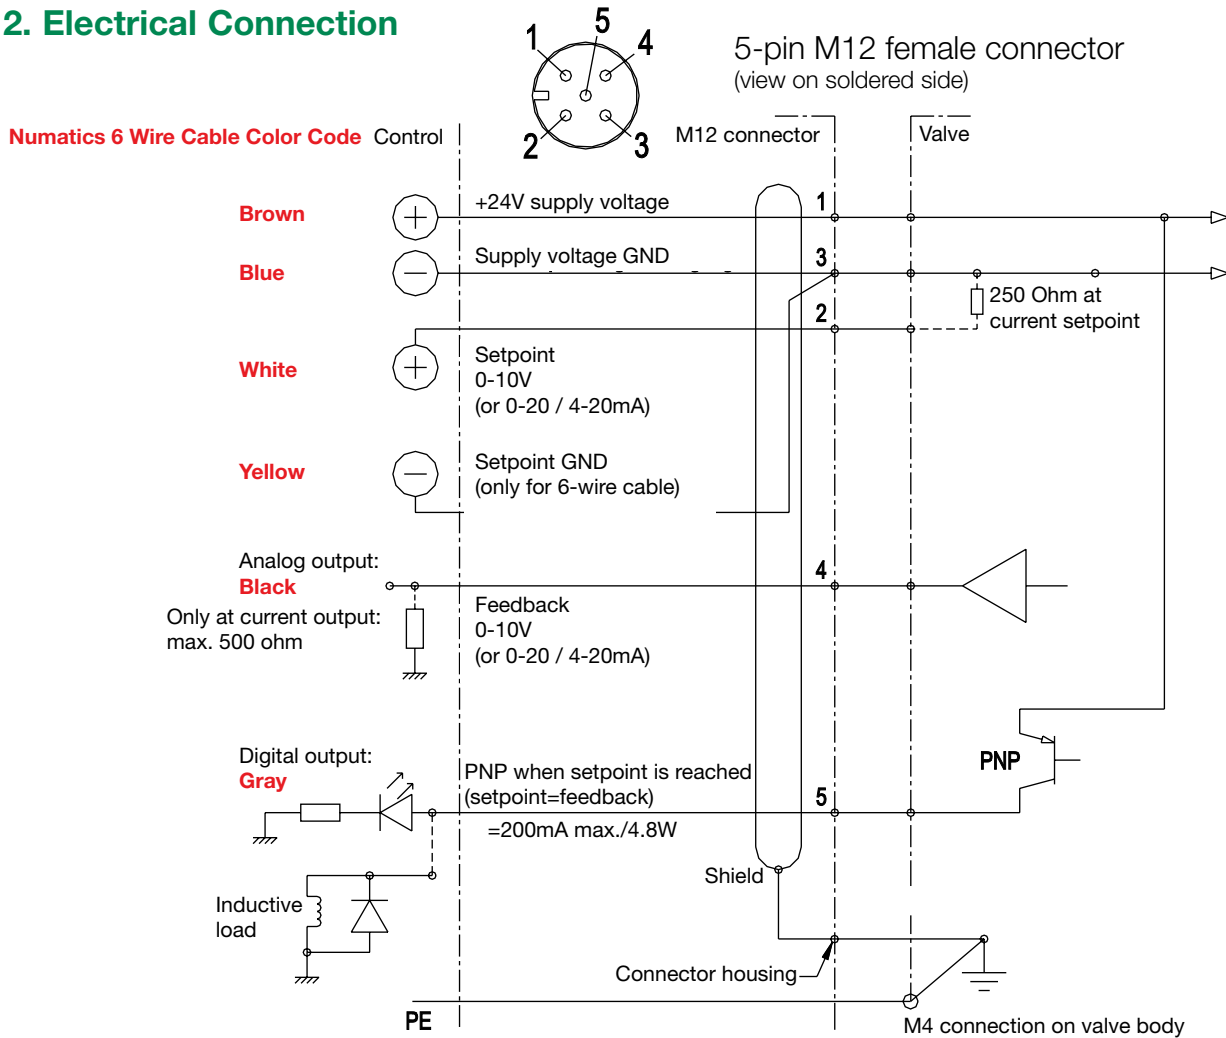 2. Electrical Connection
1
5
4
2
3
5-pin M12 female connector
(view on soldered side)
Numatics 6 Wire Cable Color Code Control
M12 connector
Valve
Brown
+24V supply voltage
1
Blue
Supply voltage GND
3
250 Ohm at
current setpoint
2
White
Setpoint
0-10V
(or 0-20 / 4-20mA)
Yellow
Setpoint GND
(only for 6-wire cable)
Analog output:
Black
4
Only at current output:
max. 500 ohm
Feedback
0-10V
(or 0-20 / 4-20mA)
Digital output:
Gray
PNP when setpoint is reached
(setpoint=feedback)
=200mA max./4.8W
5
PNP
Shield
Inductive
load
Connector housing
PE
M4 connection on valve body